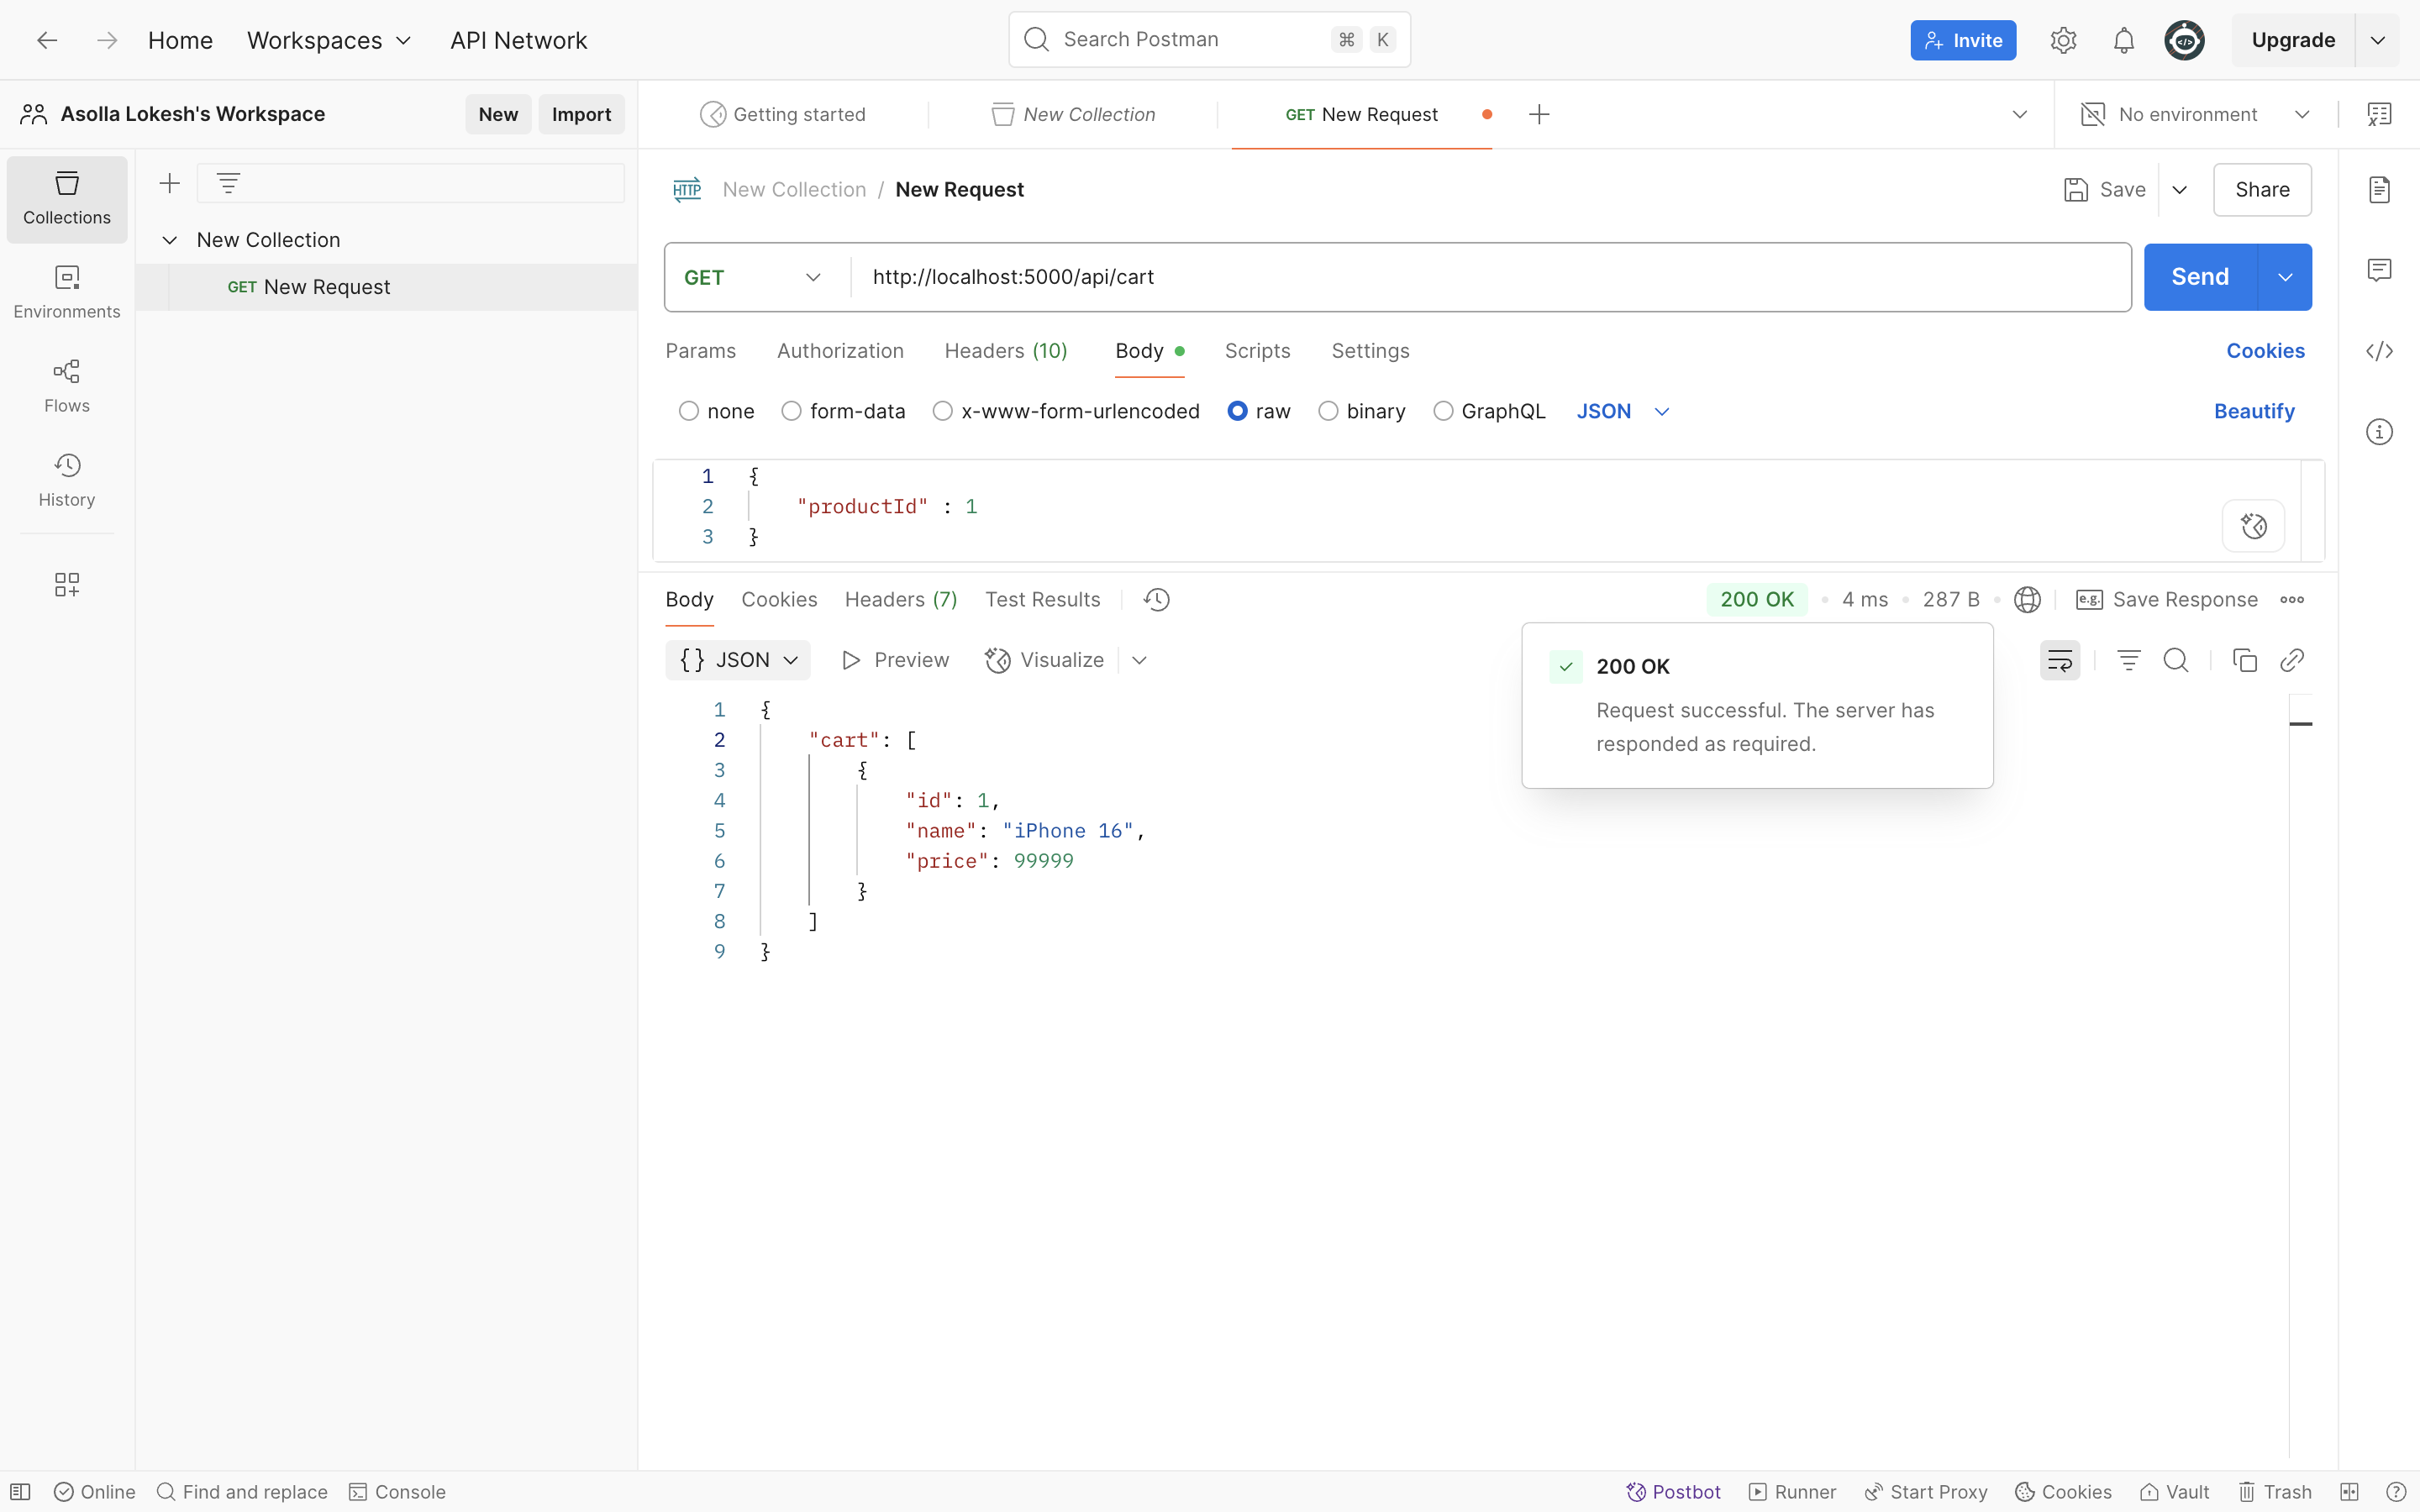 Home Workspaces API Network Search Postman ⌘ K Invite Upgrade
Asolla Lokesh's Workspace New Import Getting started New Collection GET New Request No environment
Collections
Environments
Flows
History
New Collection
GET New Request
HTTP New Collection / New Request Save Share
GET http://localhost:5000/api/cart Send
Params Authorization Headers (10) Body Scripts Settings Cookies
none form-data x-www-form-urlencoded raw binary GraphQL JSON Beautify
1 {
2 "productId" : 1
3 }
Body Cookies Headers (7) Test Results 200 OK • 4 ms • 287 B • e.g. Save Response
{} JSON Preview Visualize
200 OK
Request successful. The server has
responded as required.
1 {
2 "cart": [
3 {
4 "id": 1,
5 "name": "iPhone 16",
6 "price": 99999
7 }
8 ]
9 }
Online Find and replace Console Postbot Runner Start Proxy Cookies Vault Trash